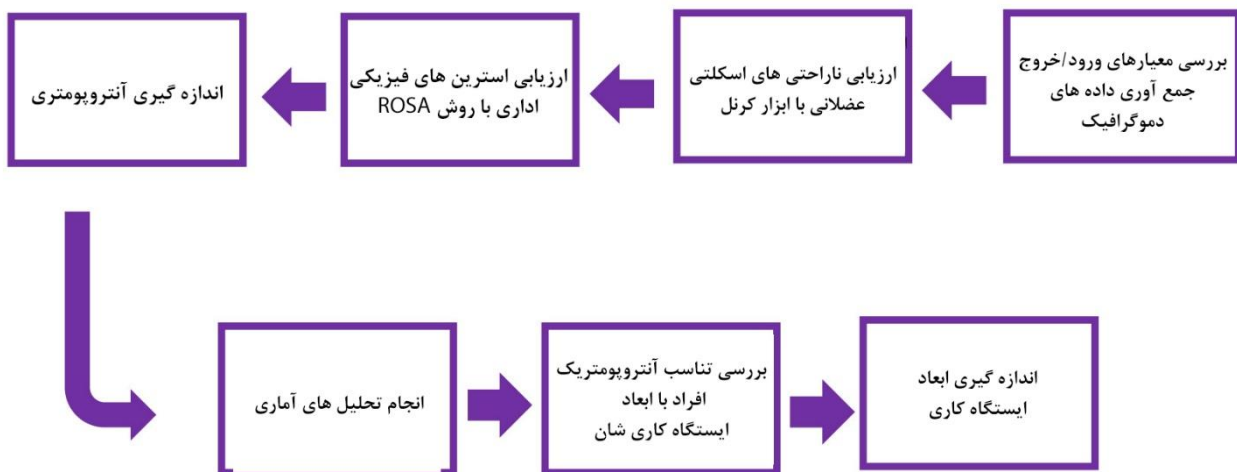 بررسی معیارهای ورود/خروج
جمع آوری داده های
دموگرافیک
ارزیابی ناراحتی های اسکلتی
عضلانی با ابزار کرنل
ارزیابی استرین های فیزیکی
اداری با روش ROSA
اندازه گیری آنتروپومتری
انجام تحلیل های آماری
بررسی تناسب آنتروپومتریک
افراد با ابعاد
ایستگاه کاری شان
اندازه گیری ابعاد
ایستگاه کاری